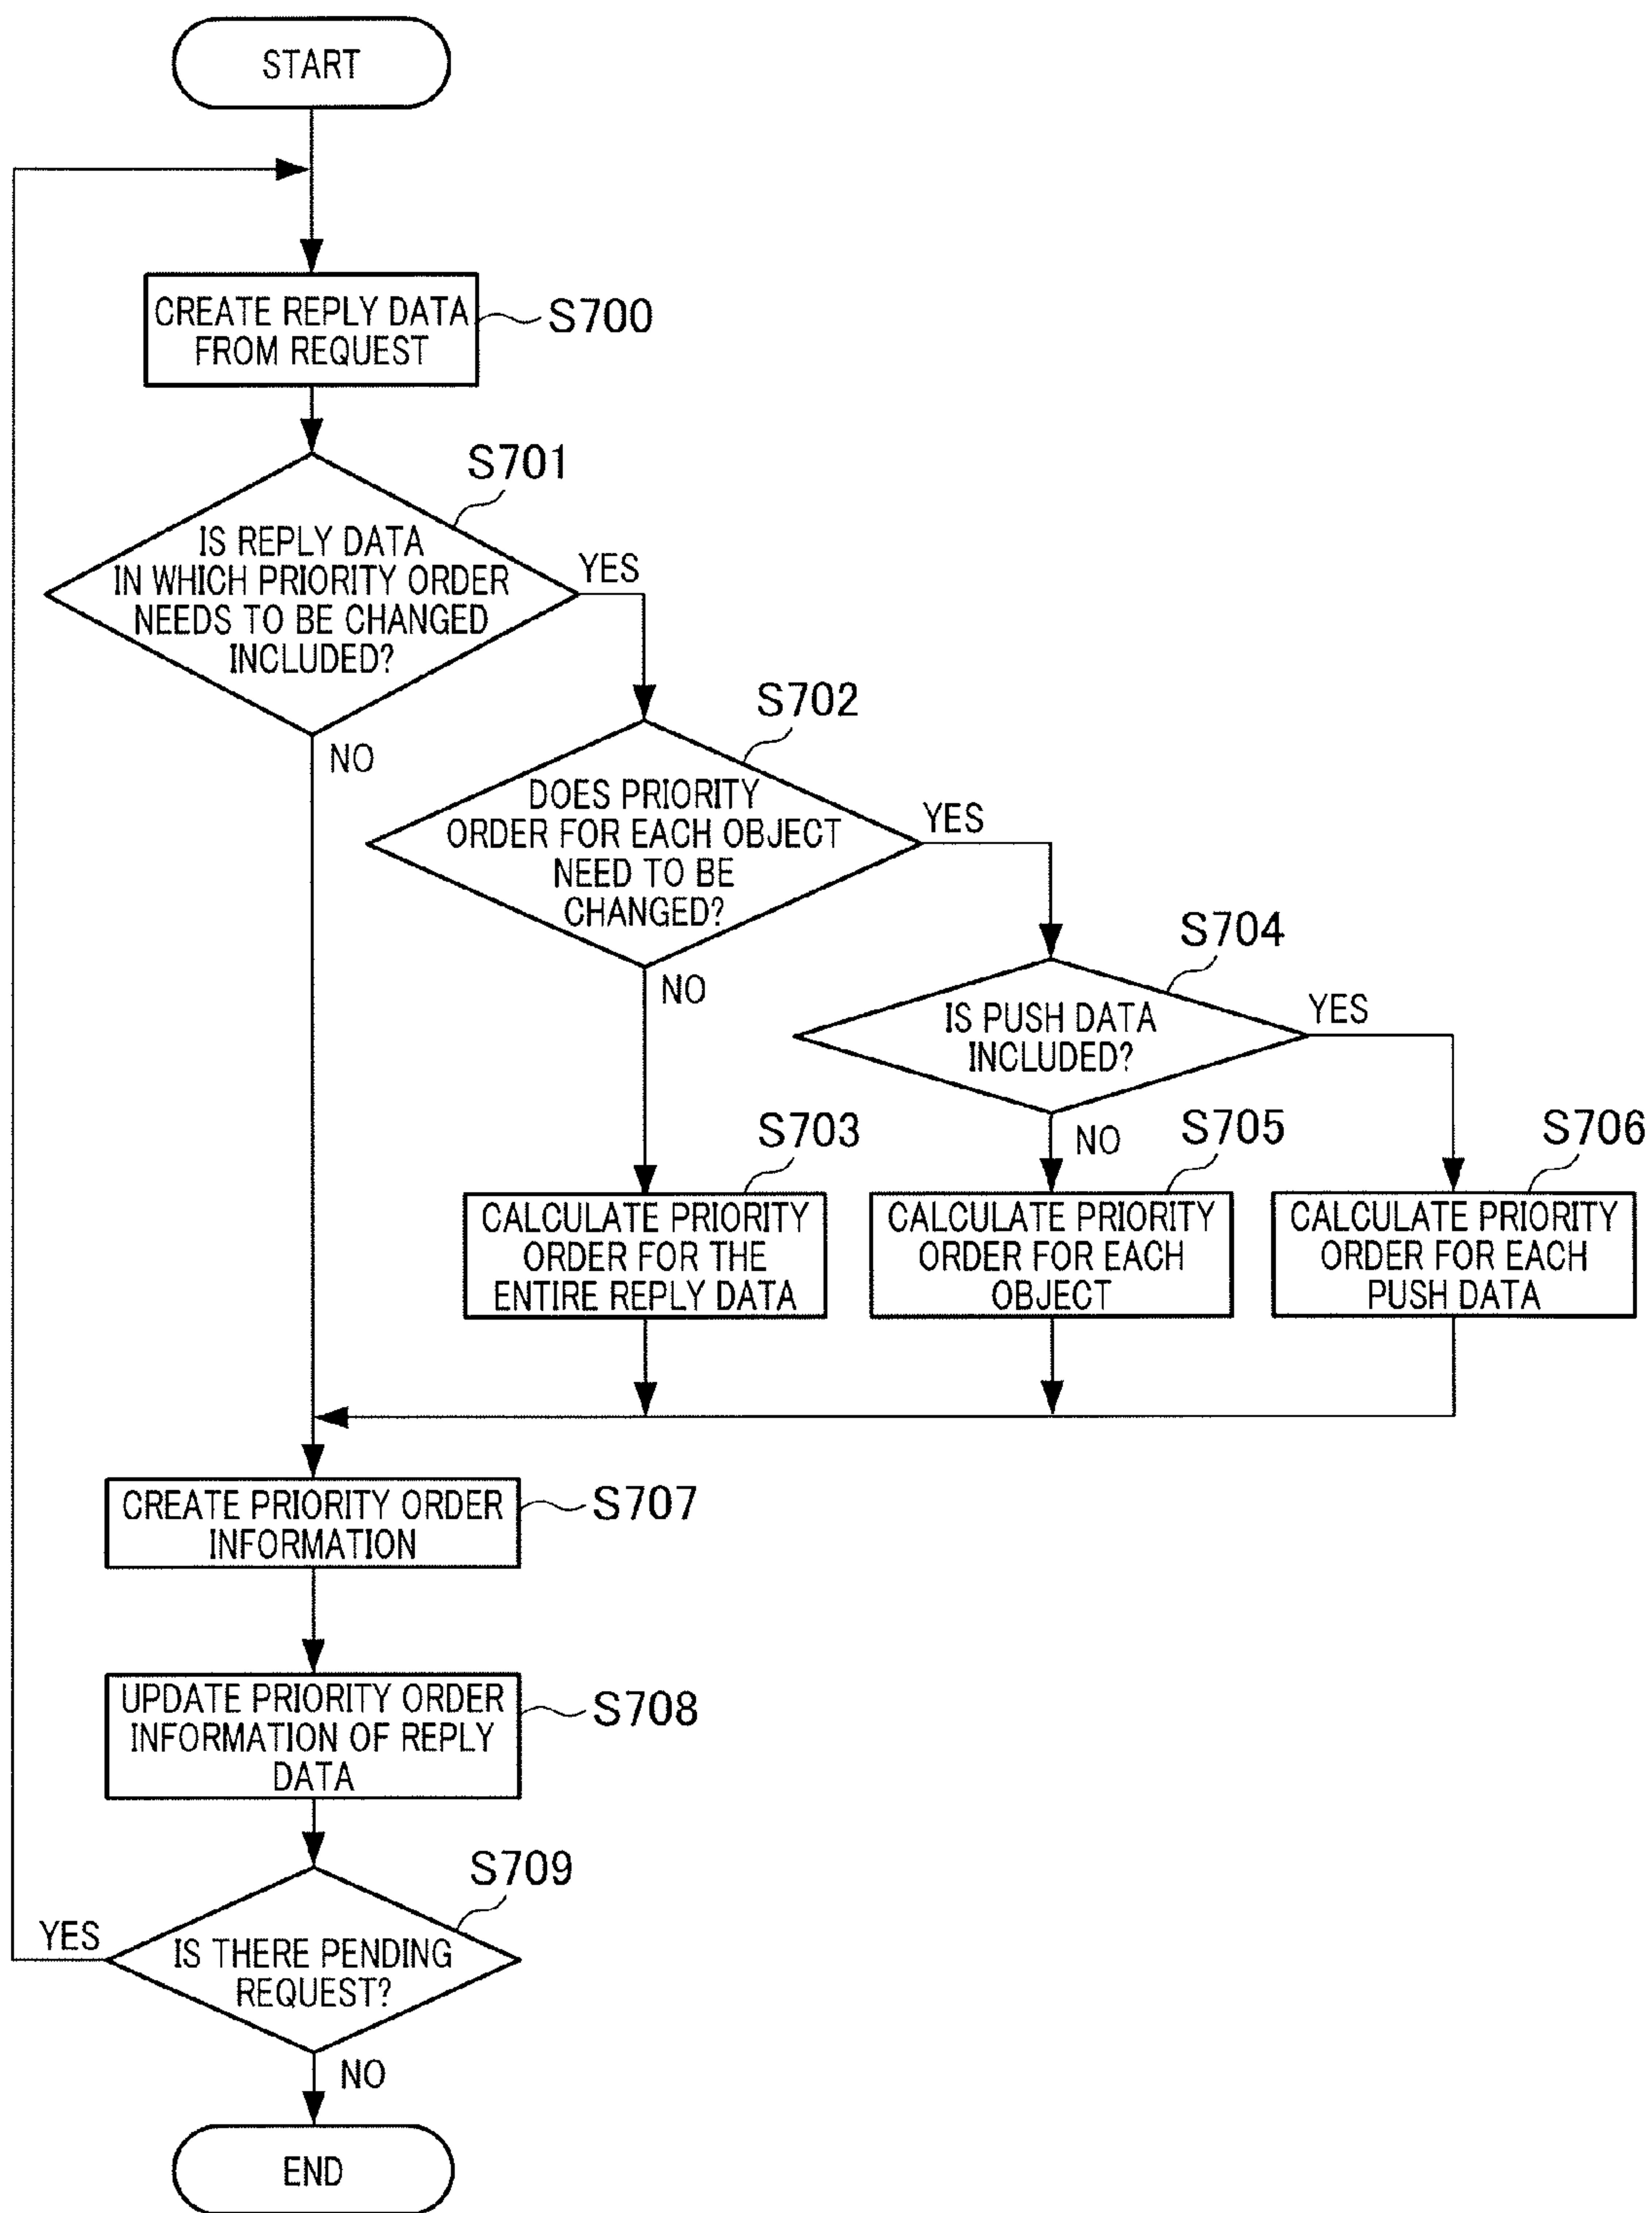 START
CREATE REPLY DATA
FROM REQUEST
S700
S701
IS REPLY DATA
IN WHICH PRIORITY ORDER
NEEDS TO BE CHANGED
INCLUDED?
YES
NO
S702
DOES PRIORITY
ORDER FOR EACH OBJECT
NEED TO BE
CHANGED?
YES
NO
S704
IS PUSH DATA
INCLUDED?
YES
NO
S703
CALCULATE PRIORITY
ORDER FOR THE
ENTIRE REPLY DATA
S705
CALCULATE PRIORITY
ORDER FOR EACH
OBJECT
S706
CALCULATE PRIORITY
ORDER FOR EACH
PUSH DATA
CREATE PRIORITY ORDER
INFORMATION
S707
UPDATE PRIORITY ORDER
INFORMATION OF REPLY
DATA
S708
S709
IS THERE PENDING
REQUEST?
YES
NO
END